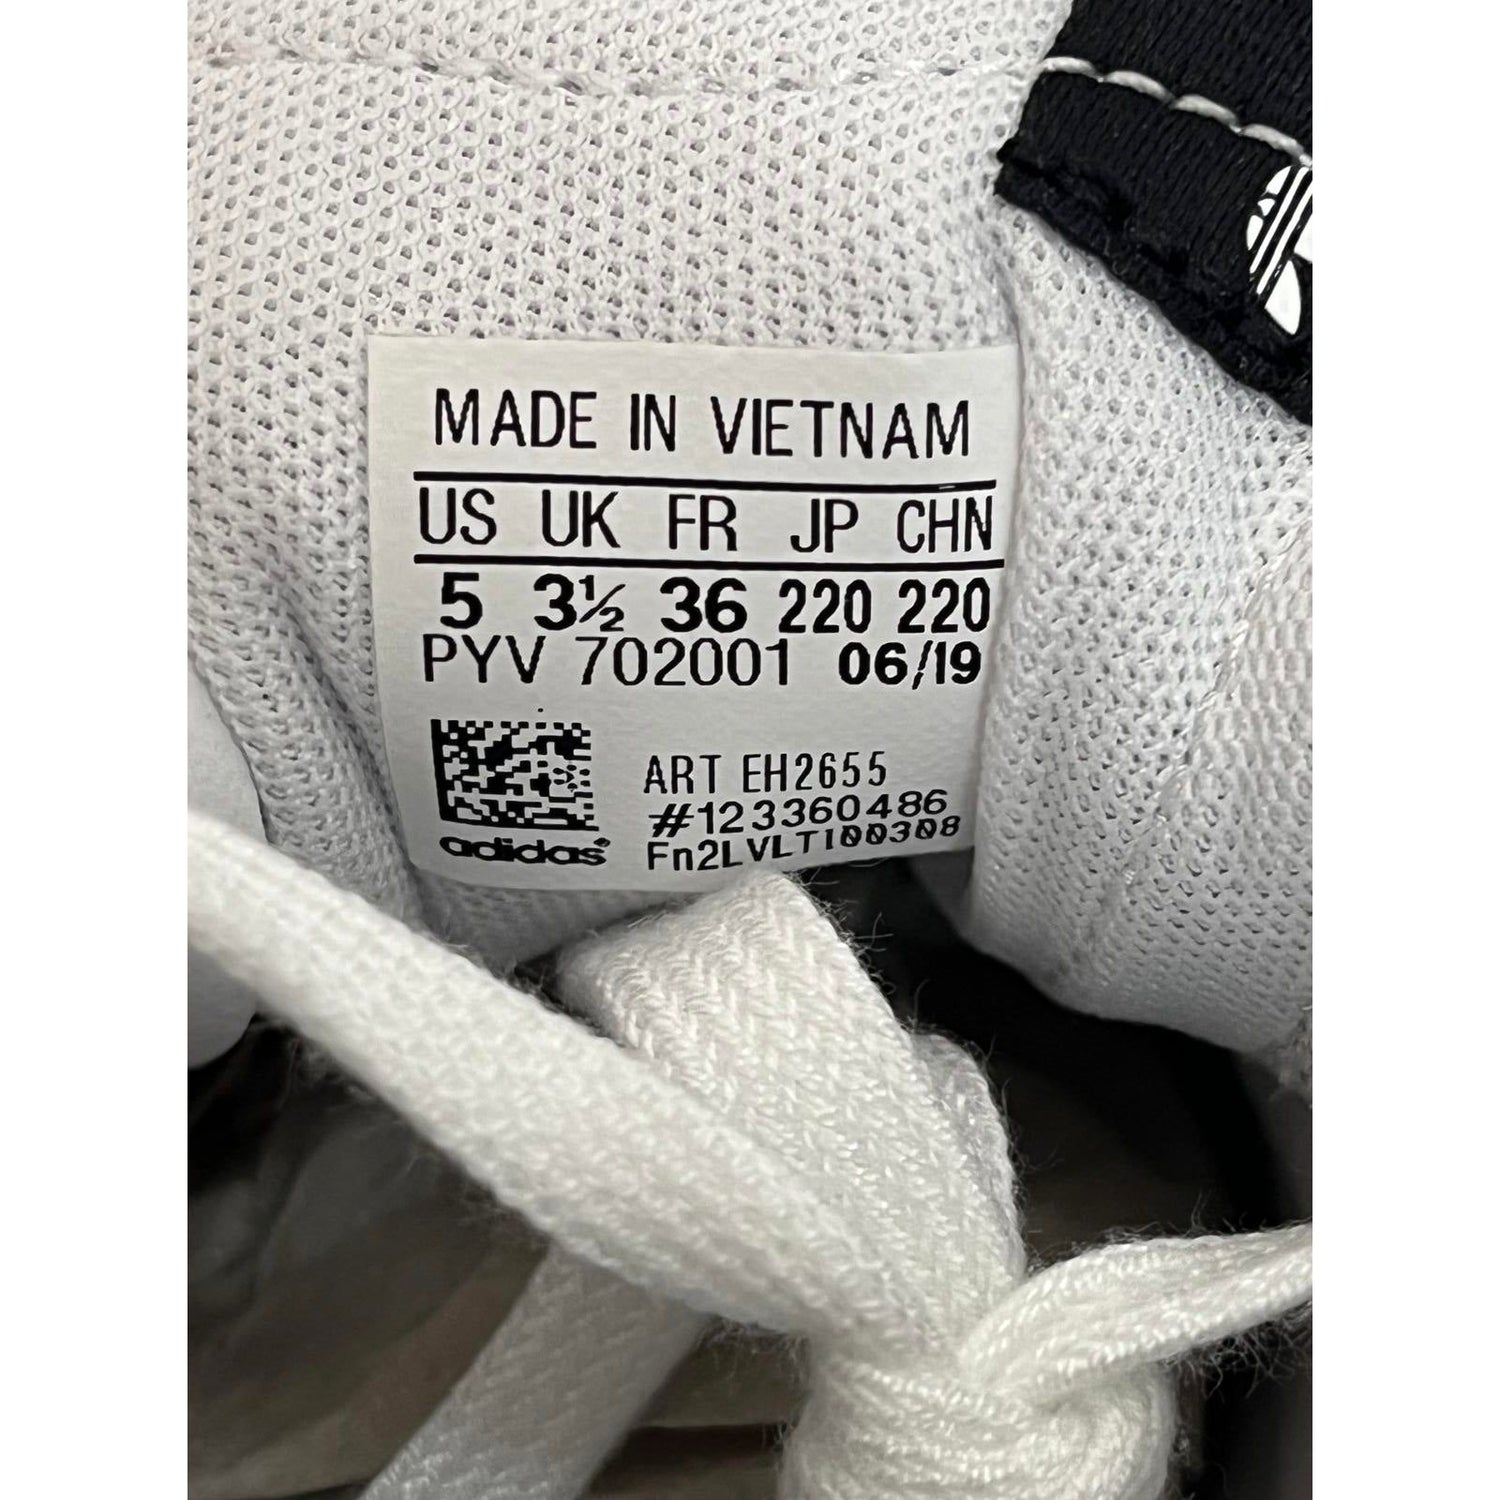 MADE IN VIETNAM
US UK FR JP CHN
5 3½ 36 220 220
PYV 702001 06/19
ART EH2655
#123360486
Fn2LVLT100308
adidas®